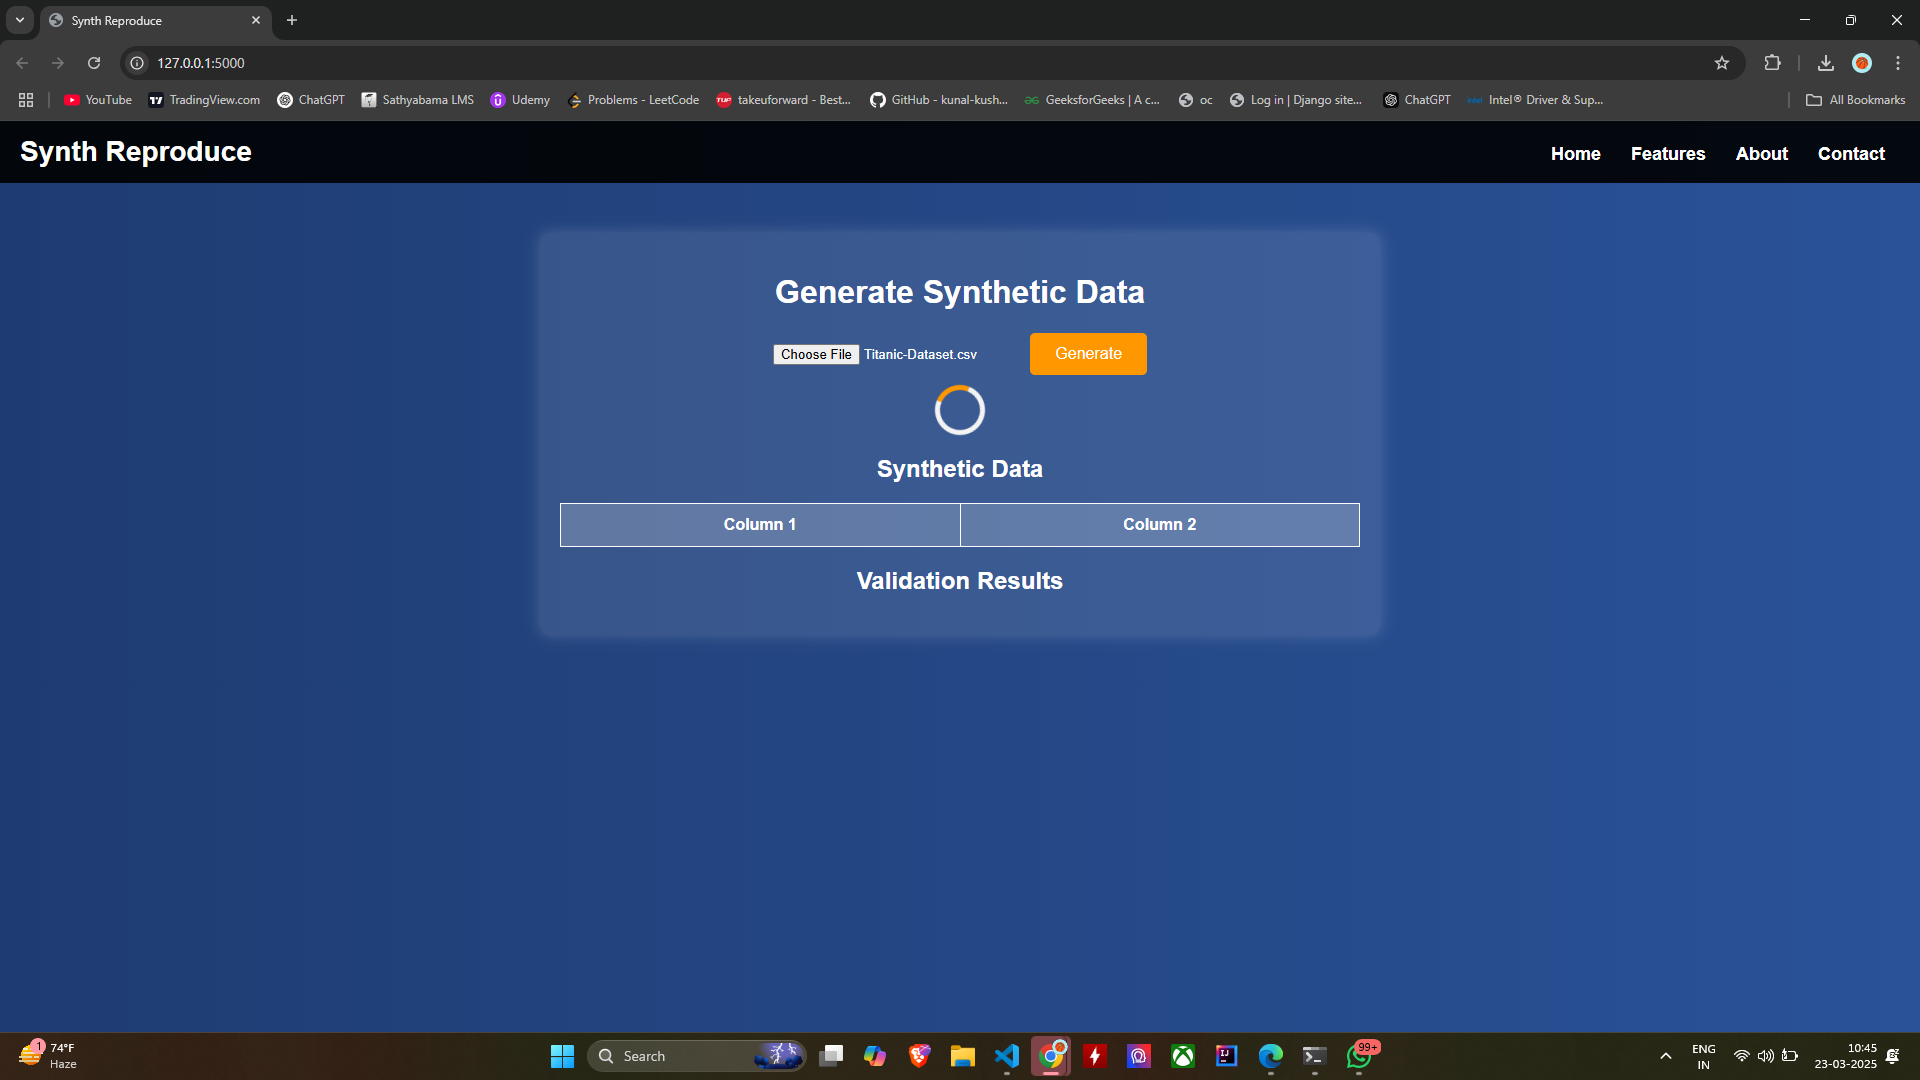 Synth Reproduce
127.0.0.1:5000
YouTube
TradingView.com
ChatGPT
Sathyabama LMS
Udemy
Problems - LeetCode
takeuforward - Best...
GitHub - kunal-kush...
GeeksforGeeks | A c...
oc
Log in | Django site...
ChatGPT
Intel® Driver & Sup...
All Bookmarks
Synth Reproduce
Home
Features
About
Contact
Generate Synthetic Data
Choose File Titanic-Dataset.csv
Generate
Synthetic Data
Column 1
Column 2
Validation Results
1
74°F
Haze
Search
99+
ENG
IN
10:45
23-03-2025